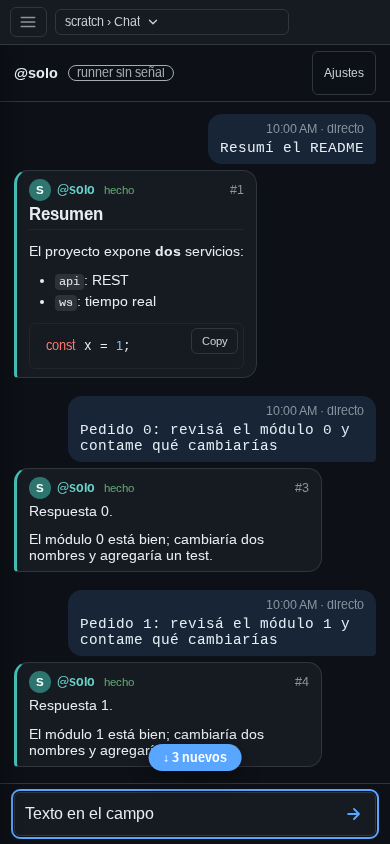 scratch › Chat
@solo runner sin señal Ajustes
10:00 AM · directo
Resumí el README
S @solo hecho #1
Resumen
El proyecto expone dos servicios:
• api: REST
• ws: tiempo real
Copy
const x = 1;
10:00 AM · directo
Pedido 0: revisá el módulo 0 y
contame qué cambiarías
S @solo hecho #3
Respuesta 0.
El módulo 0 está bien; cambiaría dos
nombres y agregaría un test.
10:00 AM · directo
Pedido 1: revisá el módulo 1 y
contame qué cambiarías
S @solo hecho #4
Respuesta 1.
El módulo 1 está bien; cambiaría dos
nombres y
↓ 3 nuevos
Texto en el campo